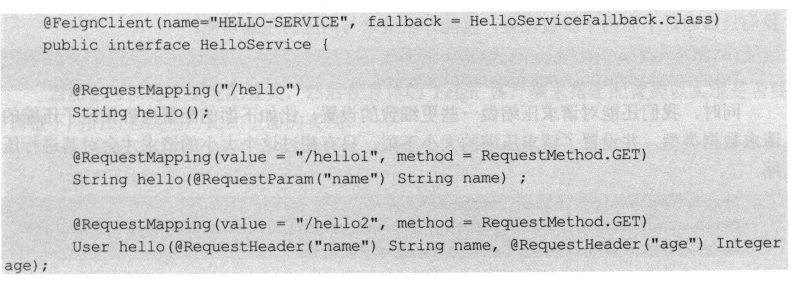 @FeignClient(name="HELLO-SERVICE", fallback = HelloServiceFallback.class)
public interface HelloService {
@RequestMapping("/hello")
String hello();
@RequestMapping(value = "/hello1", method = RequestMethod.GET)
String hello(@RequestParam("name") String name) ;
@RequestMapping(value = "/hello2", method = RequestMethod.GET)
User hello(@RequestHeader("name") String name, @RequestHeader("age") Integer
age);